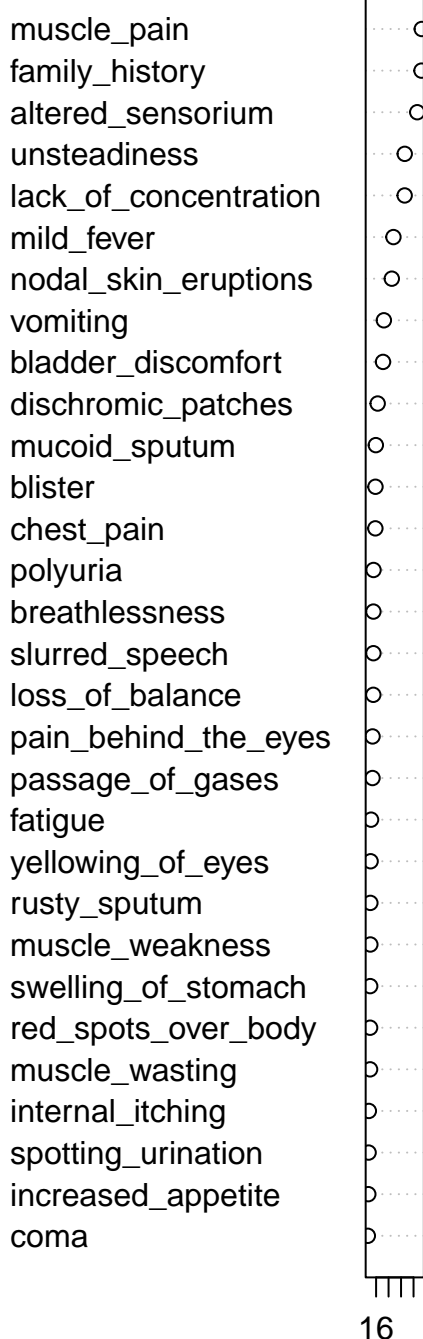 muscle_pain
family_history
altered_sensorium
unsteadiness
lack_of_concentration
mild_fever
nodal_skin_eruptions
vomiting
bladder_discomfort
dischromic_patches
mucoid_sputum
blister
chest_pain
polyuria
breathlessness
slurred_speech
loss_of_balance
pain_behind_the_eyes
passage_of_gases
fatigue
yellowing_of_eyes
rusty_sputum
muscle_weakness
swelling_of_stomach
red_spots_over_body
muscle_wasting
internal_itching
spotting_urination
increased_appetite
coma
16